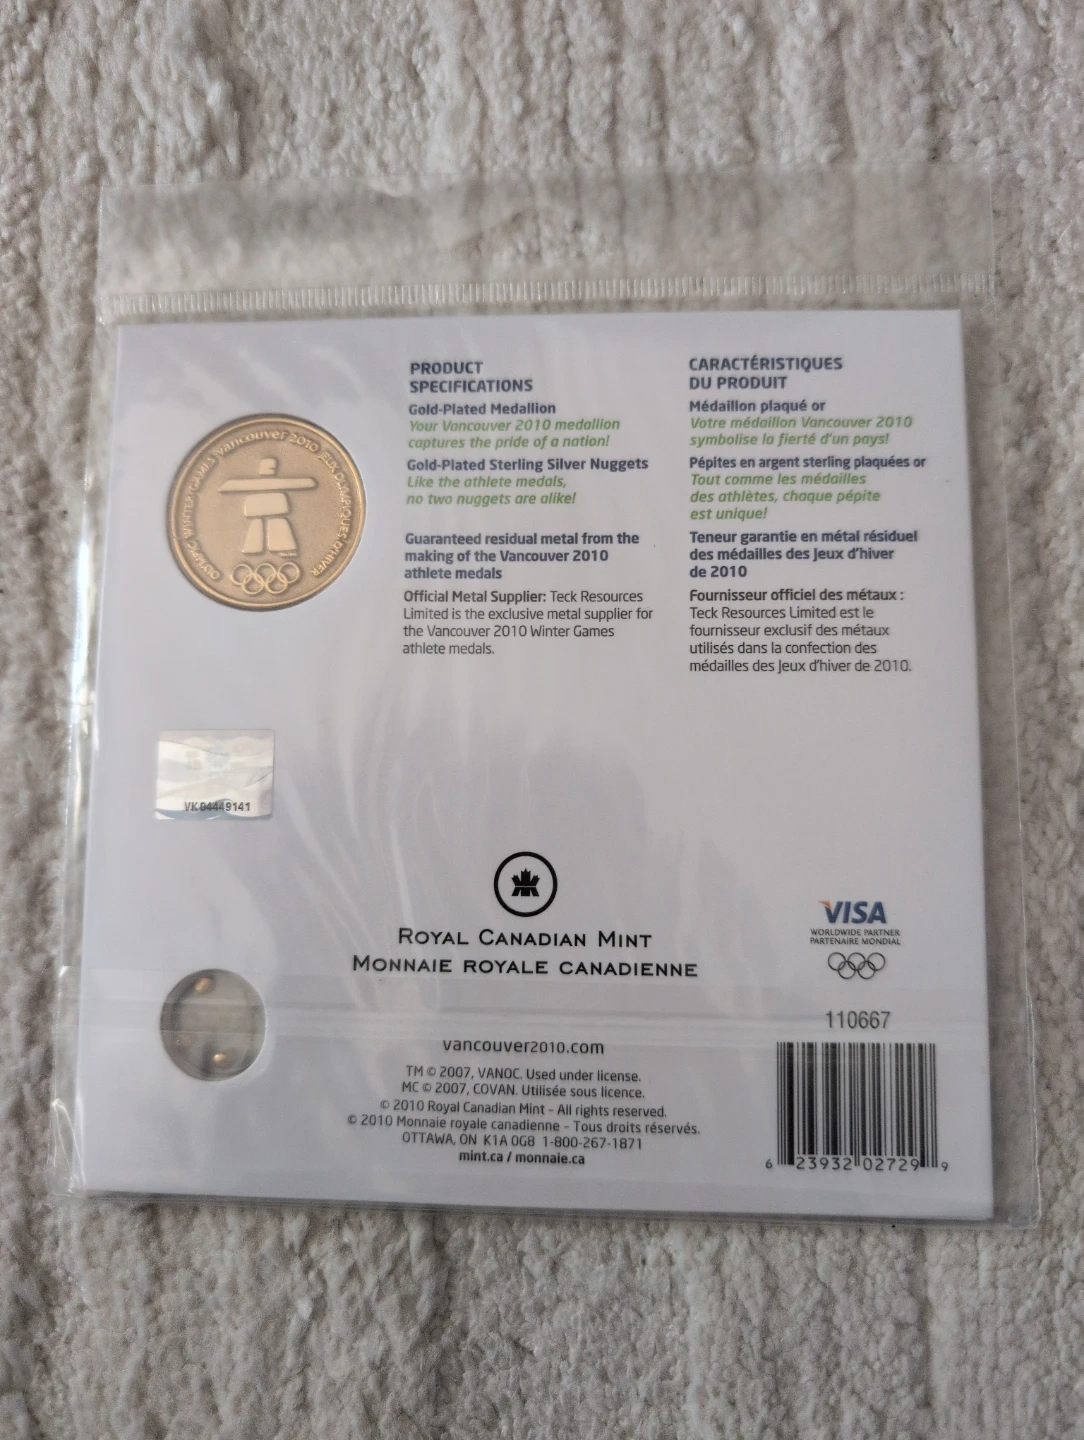 PRODUCT
SPECIFICATIONS
Gold-Plated Medallion
Your Vancouver 2010 medallion
captures the pride of a nation!
Gold-Plated Sterling Silver Nuggets
Like the athlete medals,
no two nuggets are alike!
Guaranteed residual metal from the
making of the Vancouver 2010
athlete medals
Official Metal Supplier: Teck Resources
Limited is the exclusive metal supplier for
the Vancouver 2010 Winter Games
athlete medals.
CARACTÉRISTIQUES
DU PRODUIT
Médaillon plaqué or
Votre médaillon Vancouver 2010
symbolise la fierté d'un pays!
Pépites en argent sterling plaquées or
Tout comme les médailles
des athlètes, chaque pépite
est unique!
Teneur garantie en métal résiduel
des médailles des Jeux d'hiver
de 2010
Fournisseur officiel des métaux :
Teck Resources Limited est le
fournisseur exclusif des métaux
utilisés dans la confection des
médailles des Jeux d'hiver de 2010.
OLYMPIC WINTER GAMES vancouver 2010 JEUX OLYMPIQUES D'HIVER
VK04449141
ROYAL CANADIAN MINT
MONNAIE ROYALE CANADIENNE
VISA
WORLDWIDE PARTNER
PARTENAIRE MONDIAL
110667
vancouver2010.com
TM © 2007, VANOC. Used under license.
MC © 2007, COVAN. Utilisée sous licence.
© 2010 Royal Canadian Mint – All rights reserved.
© 2010 Monnaie royale canadienne – Tous droits réservés.
OTTAWA, ON K1A 0G8 1-800-267-1871
mint.ca / monnaie.ca
6 23932 02729 9